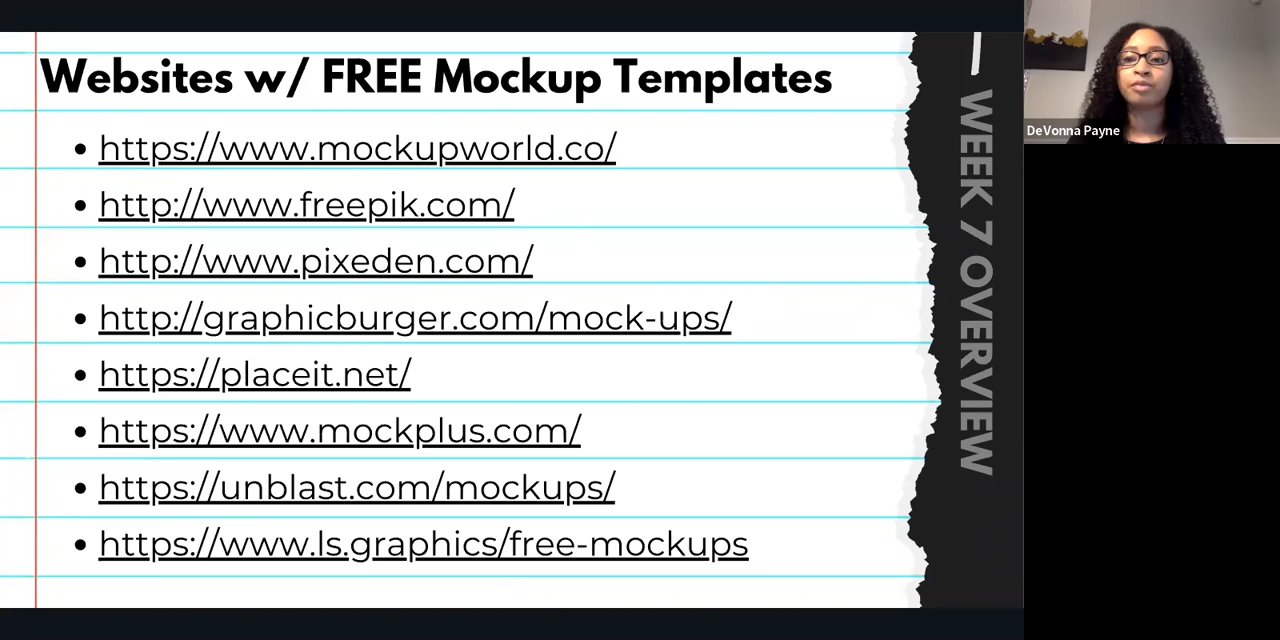 Websites w/ FREE Mockup Templates
https://www.mockupworld.co/
http://www.freepik.com/
http://www.pixeden.com/
http://graphicburger.com/mock-ups/
https://placeit.net/
https://www.mockplus.com/
https://unblast.com/mockups/
https://www.ls.graphics/free-mockups
WEEK 7 OVERVIEW
DeVonna Payne